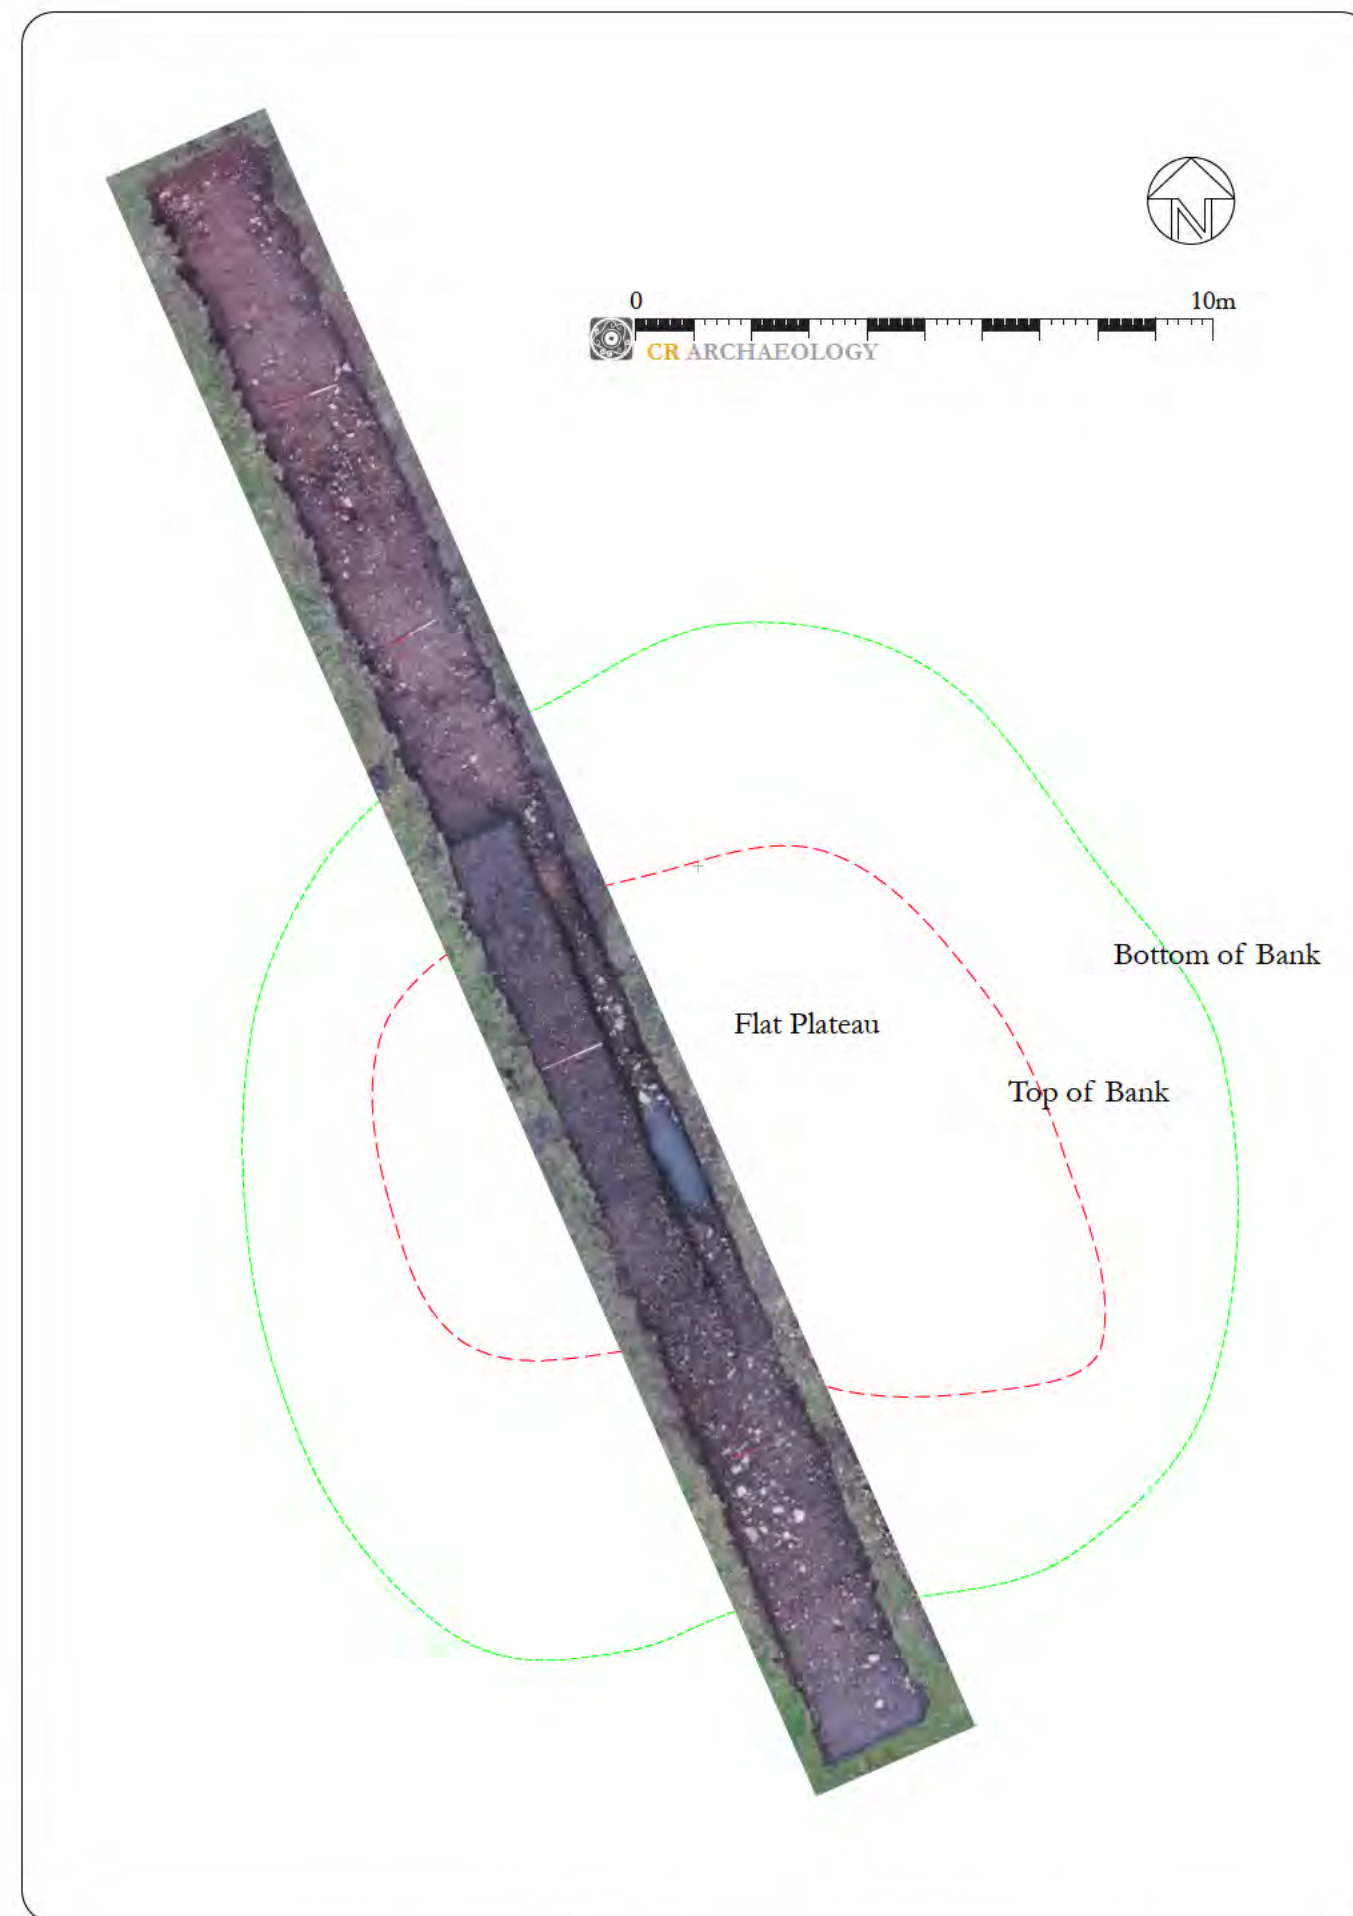 N
0 10m
CR ARCHAEOLOGY
Bottom of Bank
Flat Plateau
Top of Bank